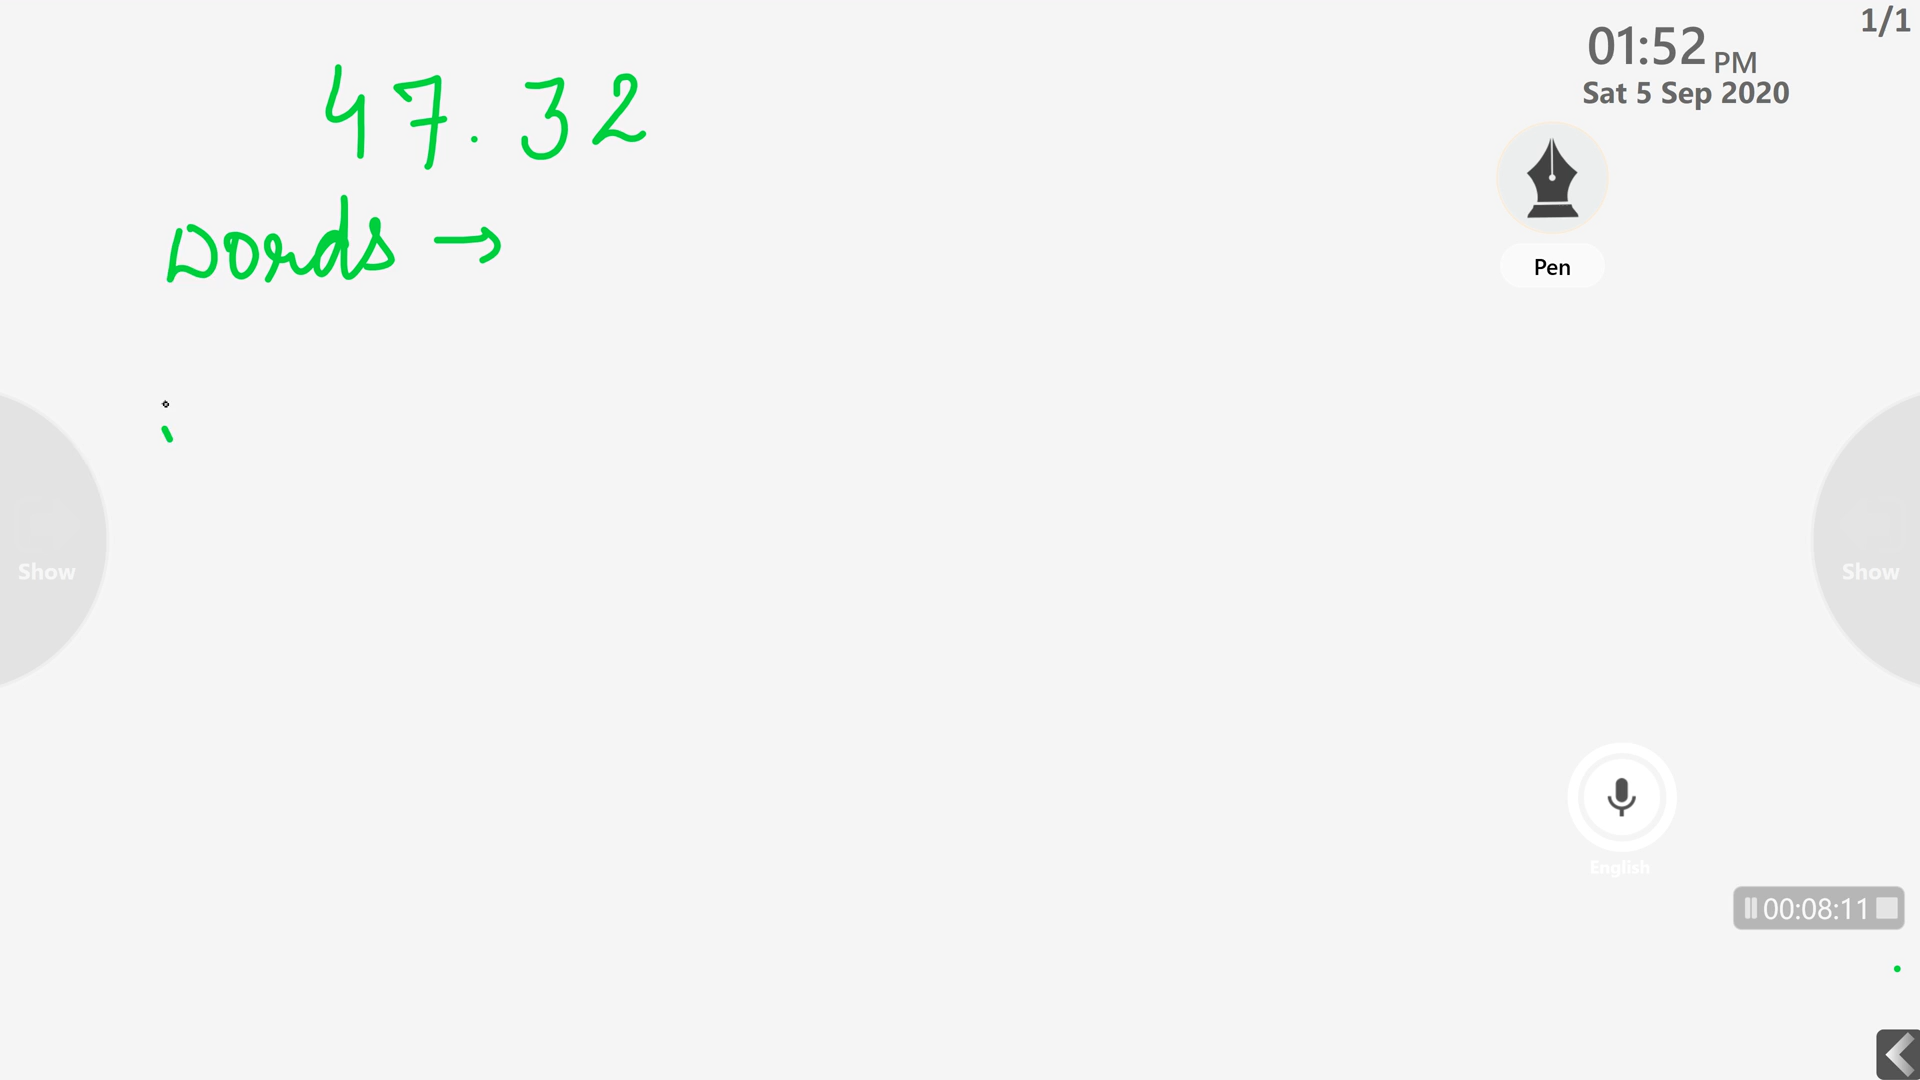 1/1
01:52 PM
Sat 5 Sep 2020
47.32
Words →
Pen
Show
Show
English
00:08:11